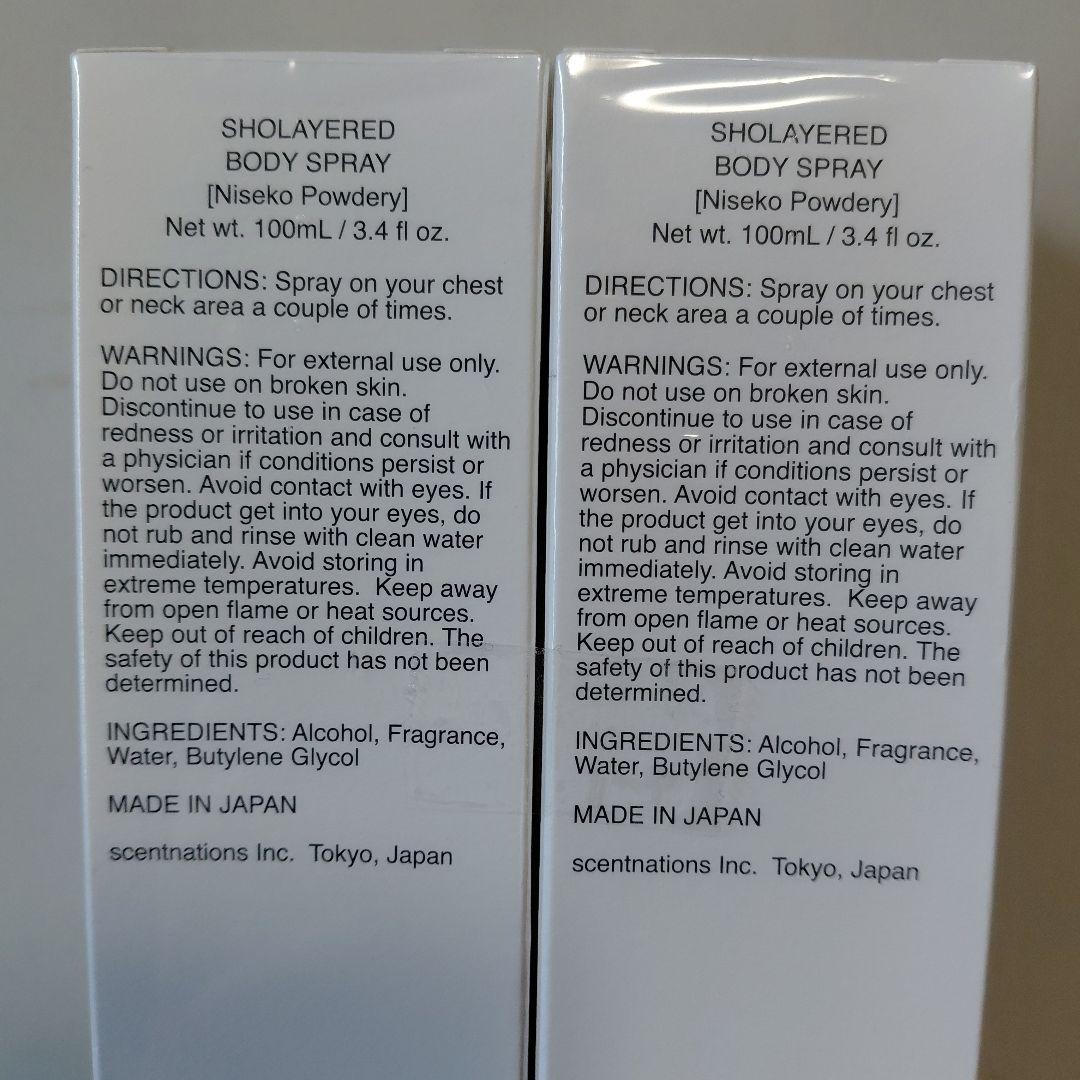 SHOLAYERED
BODY SPRAY
[Niseko Powdery]
Net wt. 100mL / 3.4 fl oz.
DIRECTIONS: Spray on your chest
or neck area a couple of times.
WARNINGS: For external use only.
Do not use on broken skin.
Discontinue to use in case of
redness or irritation and consult with
a physician if conditions persist or
worsen. Avoid contact with eyes. If
the product get into your eyes, do
not rub and rinse with clean water
immediately. Avoid storing in
extreme temperatures.  Keep away
from open flame or heat sources.
Keep out of reach of children. The
safety of this product has not been
determined.
INGREDIENTS: Alcohol, Fragrance,
Water, Butylene Glycol
MADE IN JAPAN
scentnations Inc.  Tokyo, Japan
SHOLAYERED
BODY SPRAY
[Niseko Powdery]
Net wt. 100mL / 3.4 fl oz.
DIRECTIONS: Spray on your chest
or neck area a couple of times.
WARNINGS: For external use only.
Do not use on broken skin.
Discontinue to use in case of
redness or irritation and consult with
a physician if conditions persist or
worsen. Avoid contact with eyes. If
the product get into your eyes, do
not rub and rinse with clean water
immediately. Avoid storing in
extreme temperatures.  Keep away
from open flame or heat sources.
Keep out of reach of children. The
safety of this product has not been
determined.
INGREDIENTS: Alcohol, Fragrance,
Water, Butylene Glycol
MADE IN JAPAN
scentnations Inc.  Tokyo, Japan